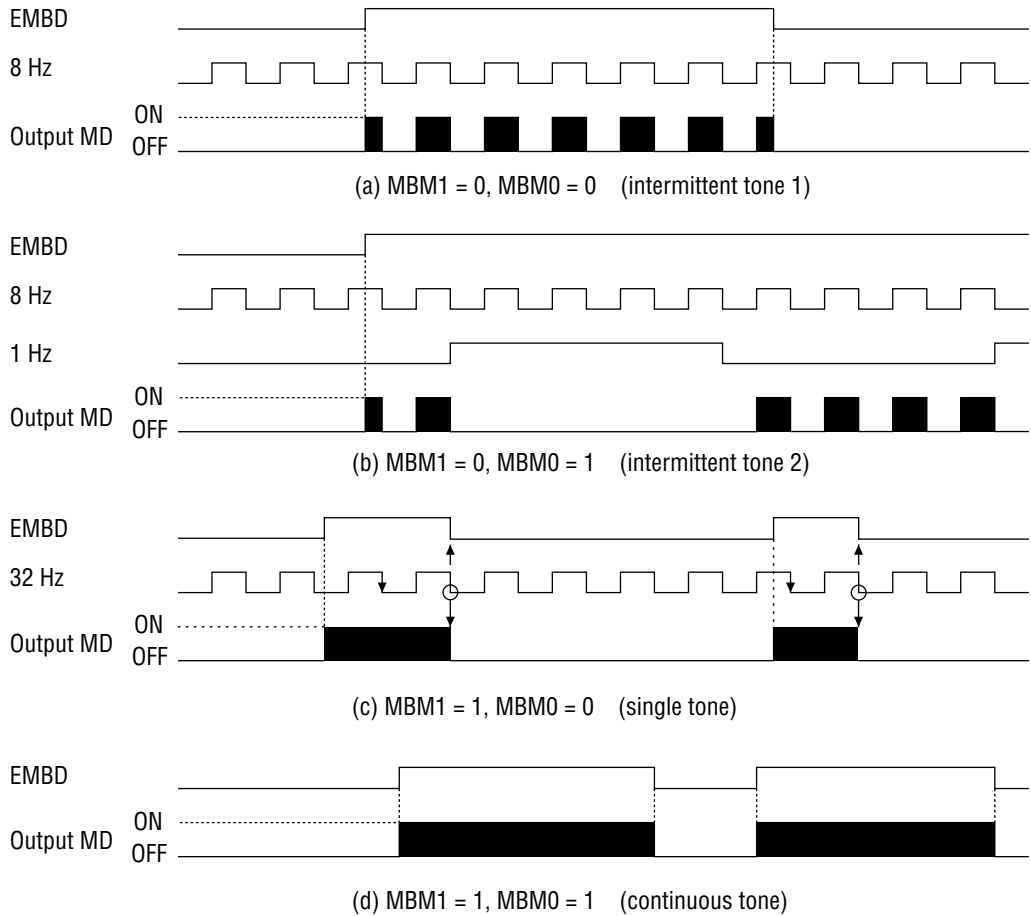 EMBD
8 Hz
ON
Output MD
OFF
(a) MBM1 = 0, MBM0 = 0 (intermittent tone 1)
EMBD
8 Hz
1 Hz
ON
Output MD
OFF
(b) MBM1 = 0, MBM0 = 1 (intermittent tone 2)
EMBD
32 Hz
ON
Output MD
OFF
(c) MBM1 = 1, MBM0 = 0 (single tone)
EMBD
ON
Output MD
OFF
(d) MBM1 = 1, MBM0 = 1 (continuous tone)